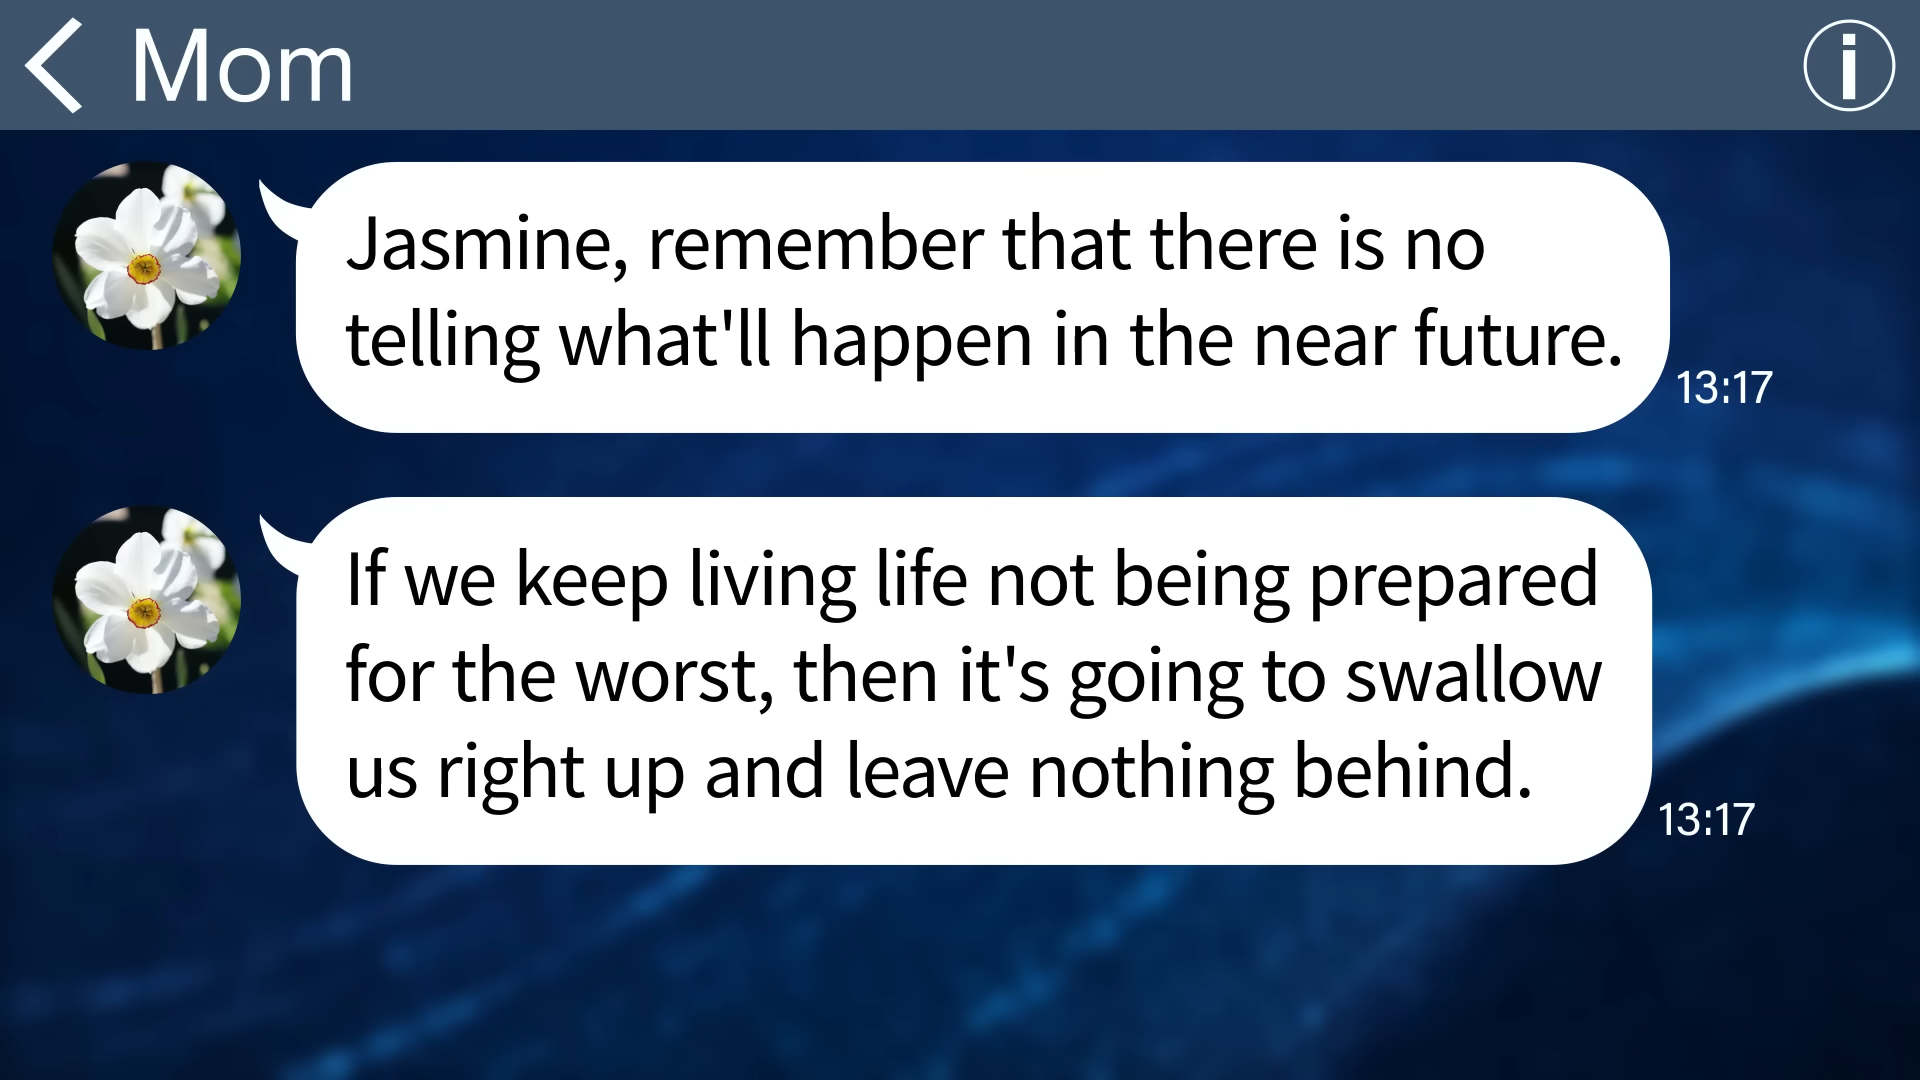 Mom
Jasmine, remember that there is no
telling what'll happen in the near future.
13:17
If we keep living life not being prepared
for the worst, then it's going to swallow
us right up and leave nothing behind.
13:17